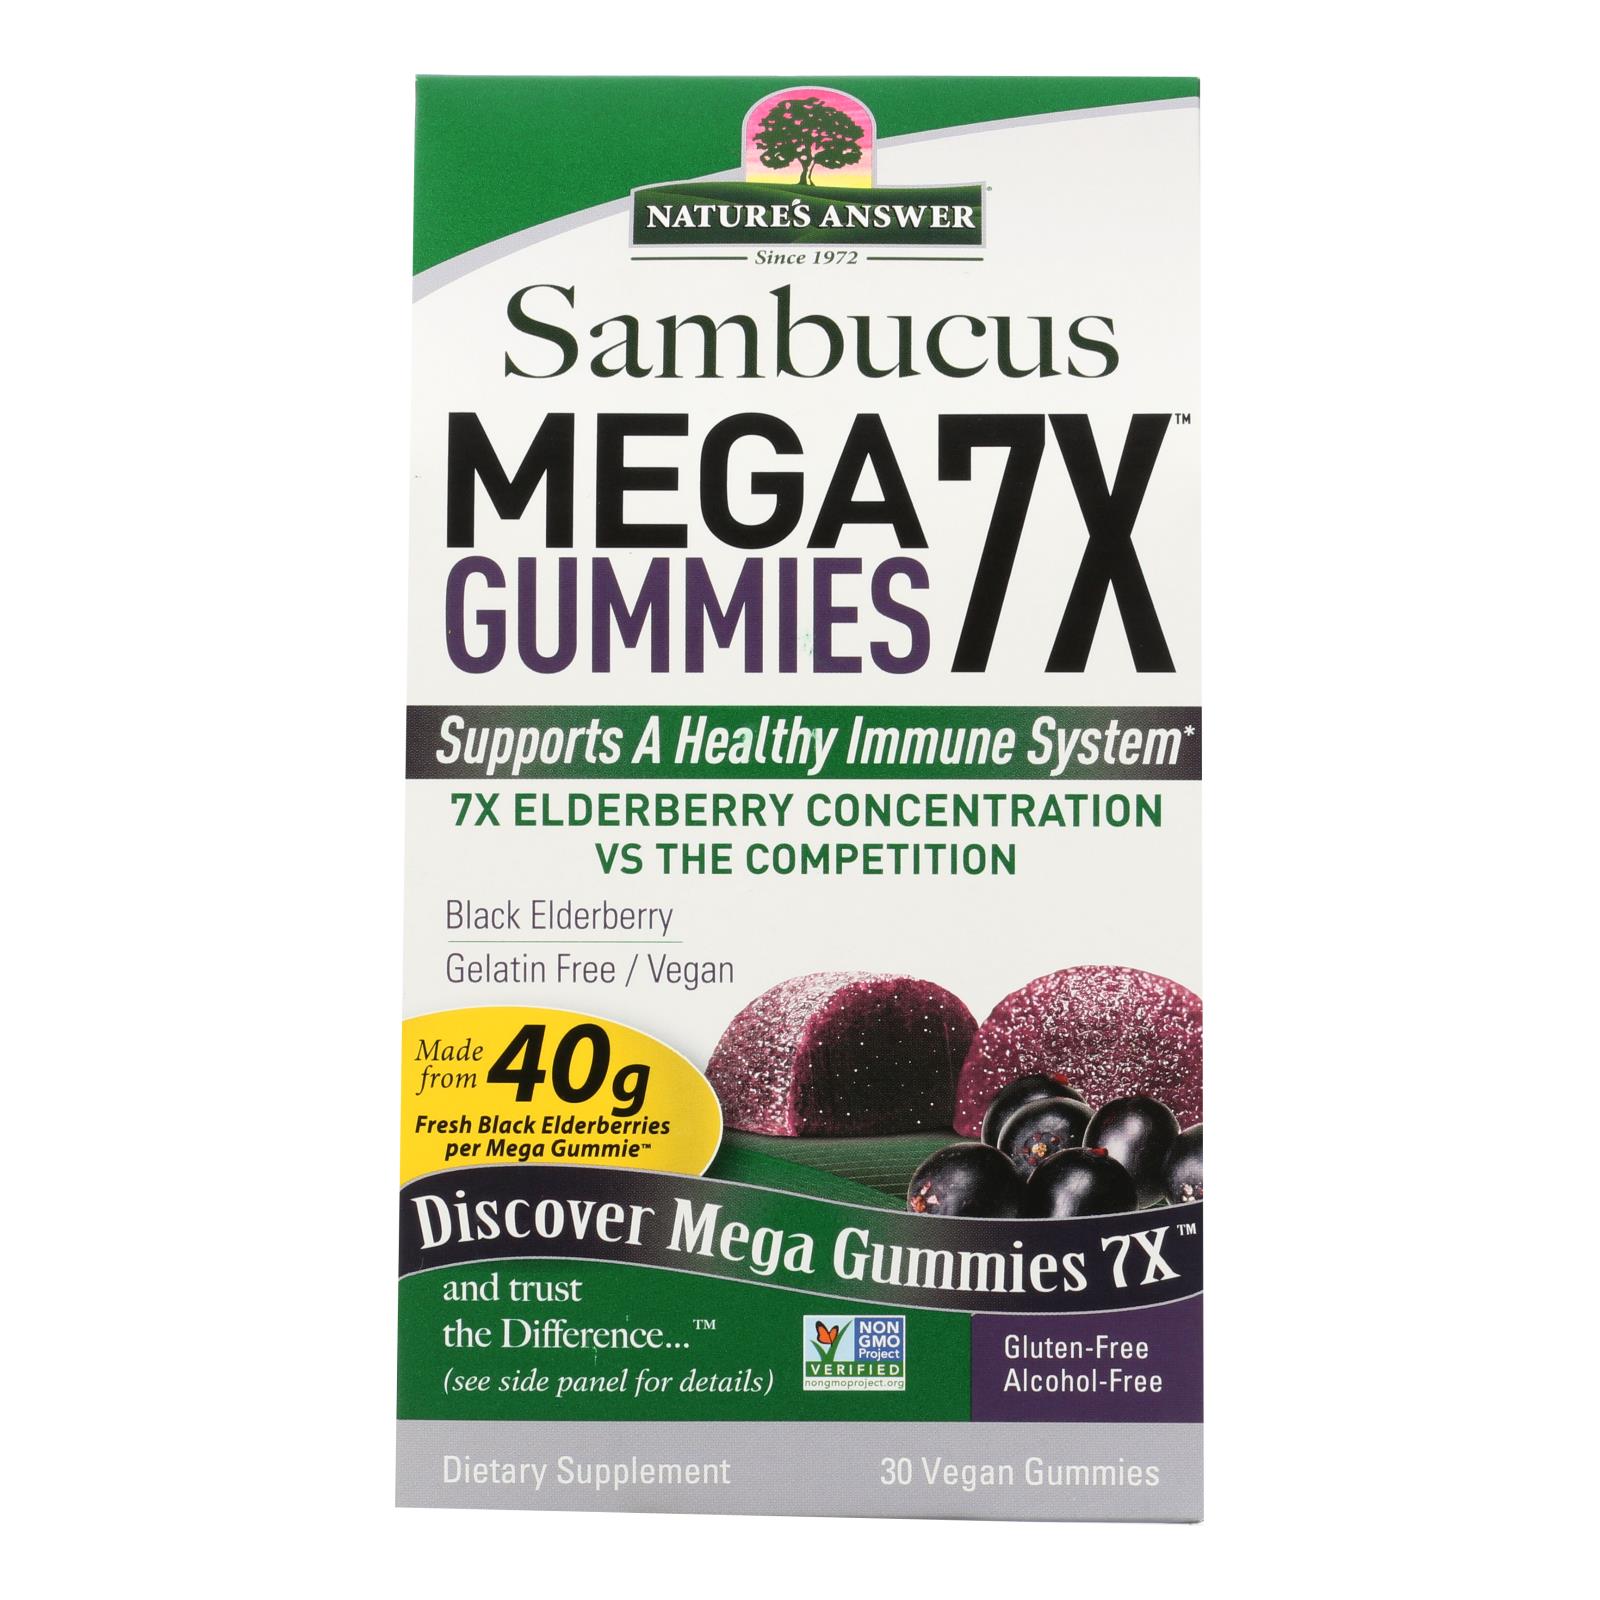 NATURE'S ANSWER
Since 1972
Sambucus
MEGA 7X™
GUMMIES
Supports A Healthy Immune System*
7X ELDERBERRY CONCENTRATION
VS THE COMPETITION
Black Elderberry
Gelatin Free / Vegan
Made from 40g
Fresh Black Elderberries
per Mega Gummie™
Discover Mega Gummies 7X™
and trust
the Difference...™
(see side panel for details)
NON
GMO
Project
VERIFIED
nongmoproject.org
Gluten-Free
Alcohol-Free
Dietary Supplement
30 Vegan Gummies